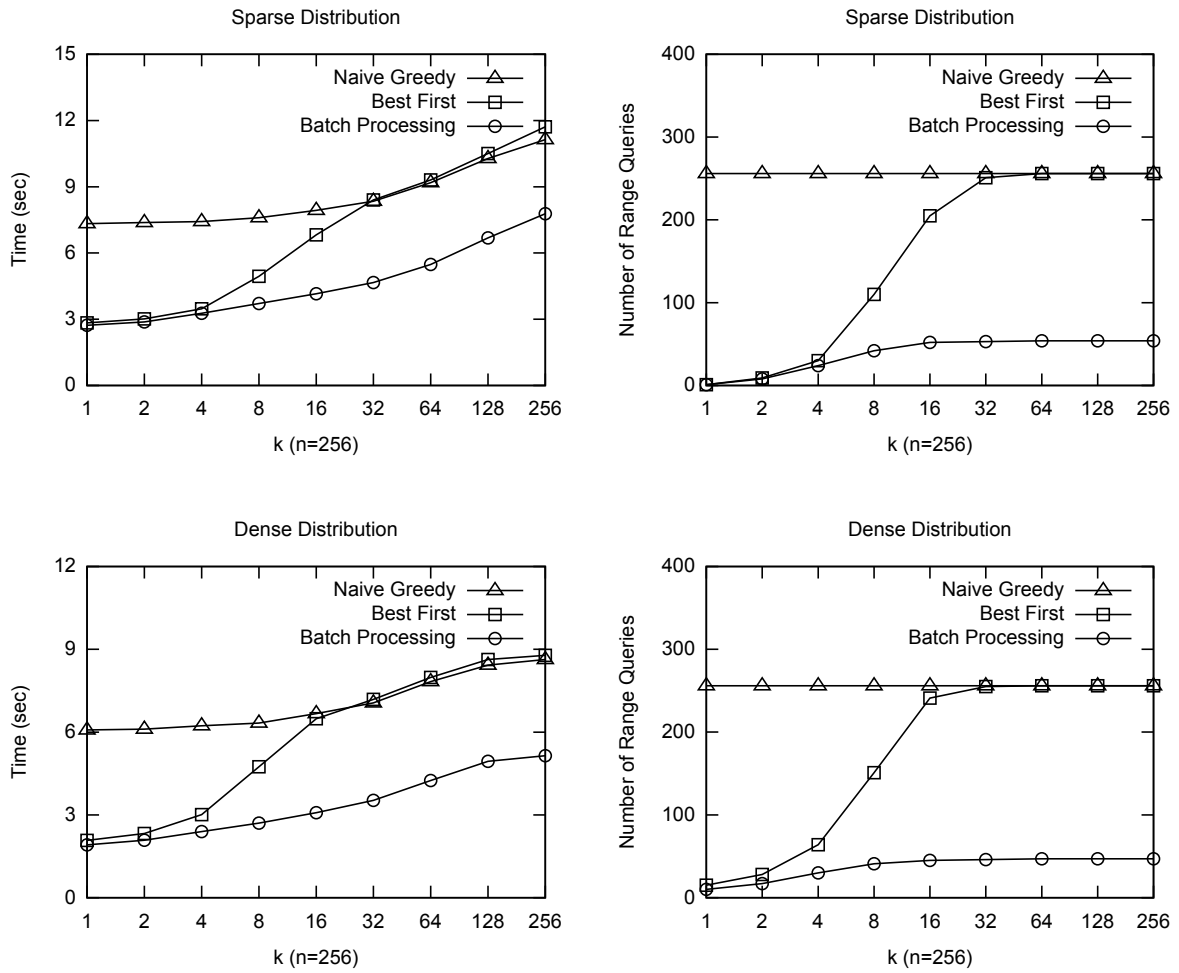 Sparse Distribution
Time (sec)
15
12
9
6
3
0
Naive Greedy
Best First
Batch Processing
1 2 4 8 16 32 64 128 256
k (n=256)
Sparse Distribution
Number of Range Queries
400
300
200
100
0
Naive Greedy
Best First
Batch Processing
1 2 4 8 16 32 64 128 256
k (n=256)
Dense Distribution
Time (sec)
12
9
6
3
0
Naive Greedy
Best First
Batch Processing
1 2 4 8 16 32 64 128 256
k (n=256)
Dense Distribution
Number of Range Queries
400
300
200
100
0
Naive Greedy
Best First
Batch Processing
1 2 4 8 16 32 64 128 256
k (n=256)